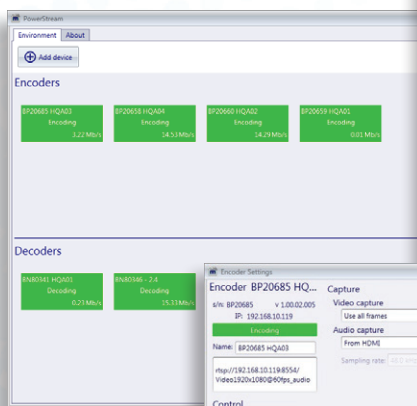 PowerStream
Environment About
Add device
Encoders
BP20685 HQA03
Encoding
3.22 Mb/s
BP20658 HQA04
Encoding
14.53 Mb/s
BP20660 HQA02
Encoding
14.29 Mb/s
BP20659 HQA01
Encoding
0.01 Mb/s
Decoders
BN80341 HQA01
Decoding
0.23 Mb/s
BN80346 - 2.4
Decoding
15.33 Mb/s
Encoder Settings
Encoder BP20685 HQ...
s/n: BP20685 v 1.00.02.005
IP: 192.168.10.119
Encoding
Name: BP20685 HQA03
rtsp://192.168.10.119:8554/
Video1920x1080@60fps_audio
Control
Capture
Video capture
Use all frames
Audio capture
From HDMI
Sampling rate: